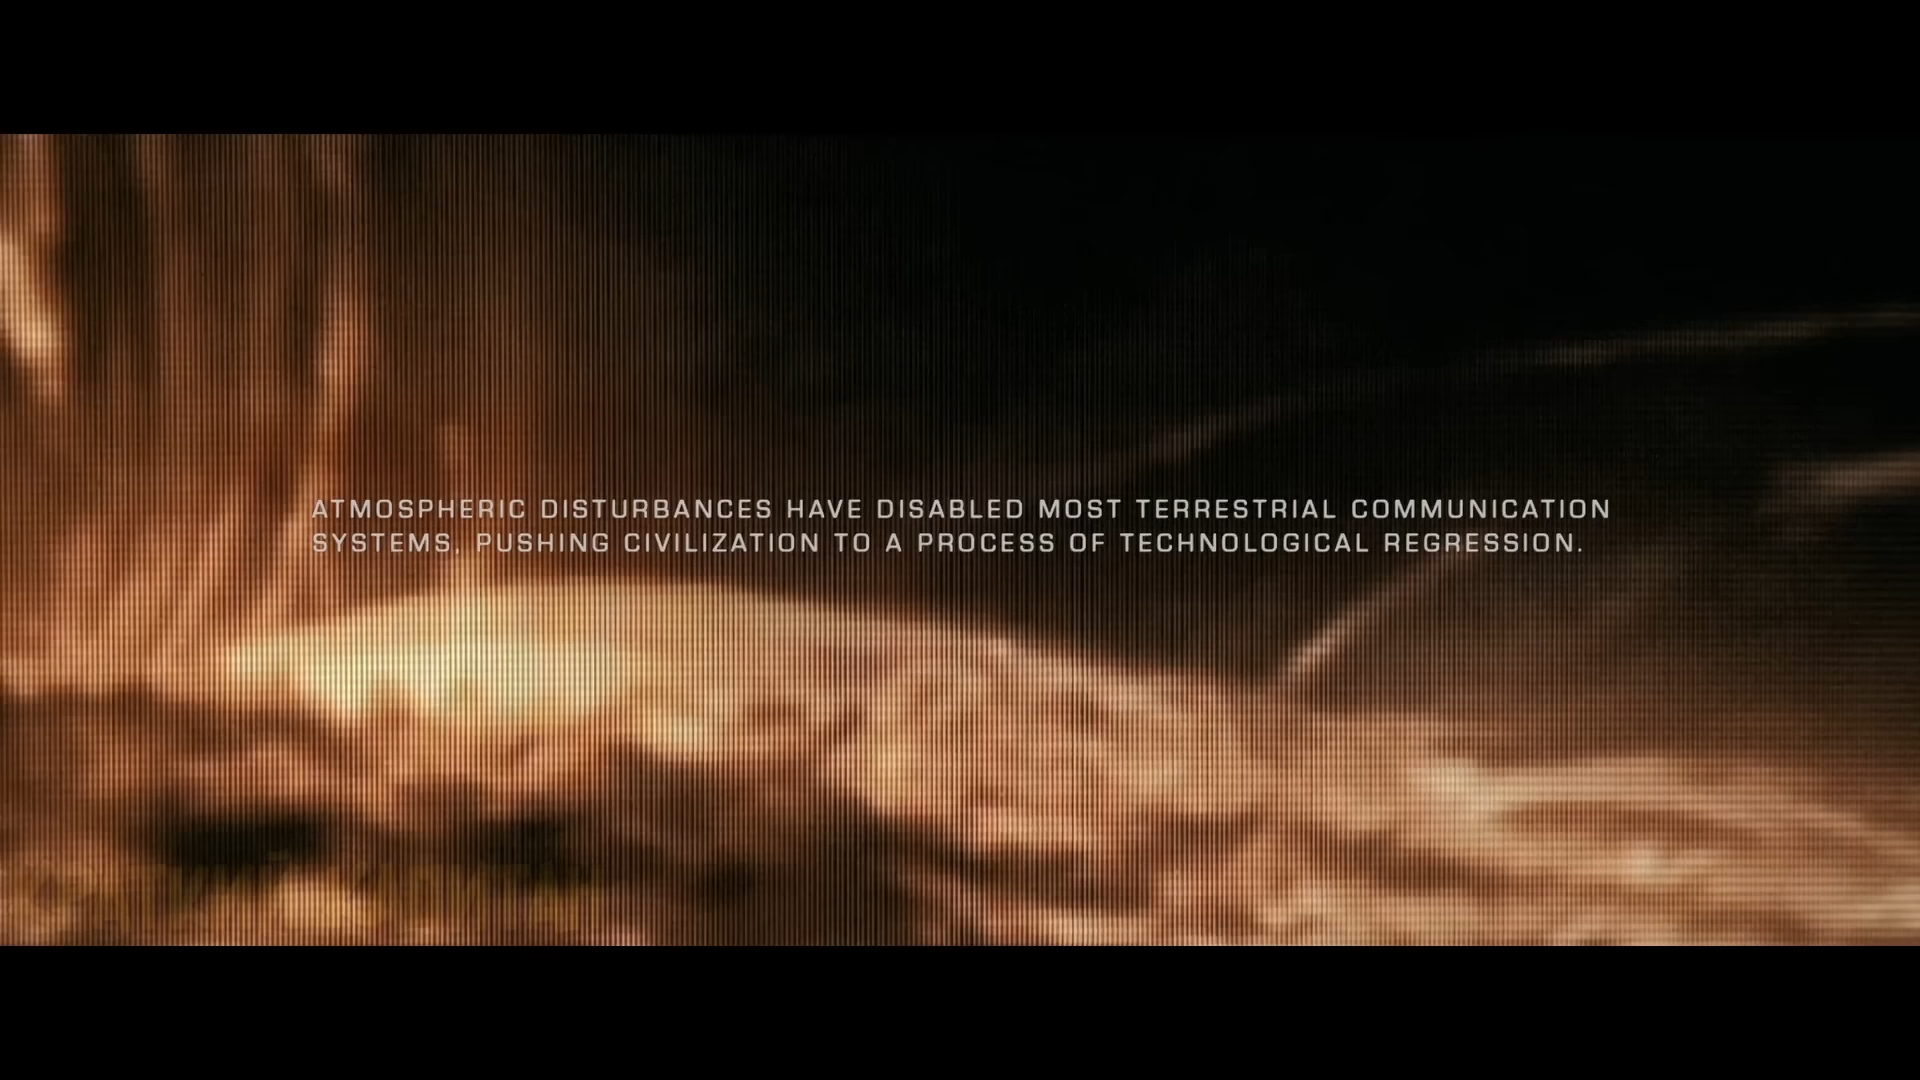 ATMOSPHERIC DISTURBANCES HAVE DISABLED MOST TERRESTRIAL COMMUNICATION
SYSTEMS, PUSHING CIVILIZATION TO A PROCESS OF TECHNOLOGICAL REGRESSION.